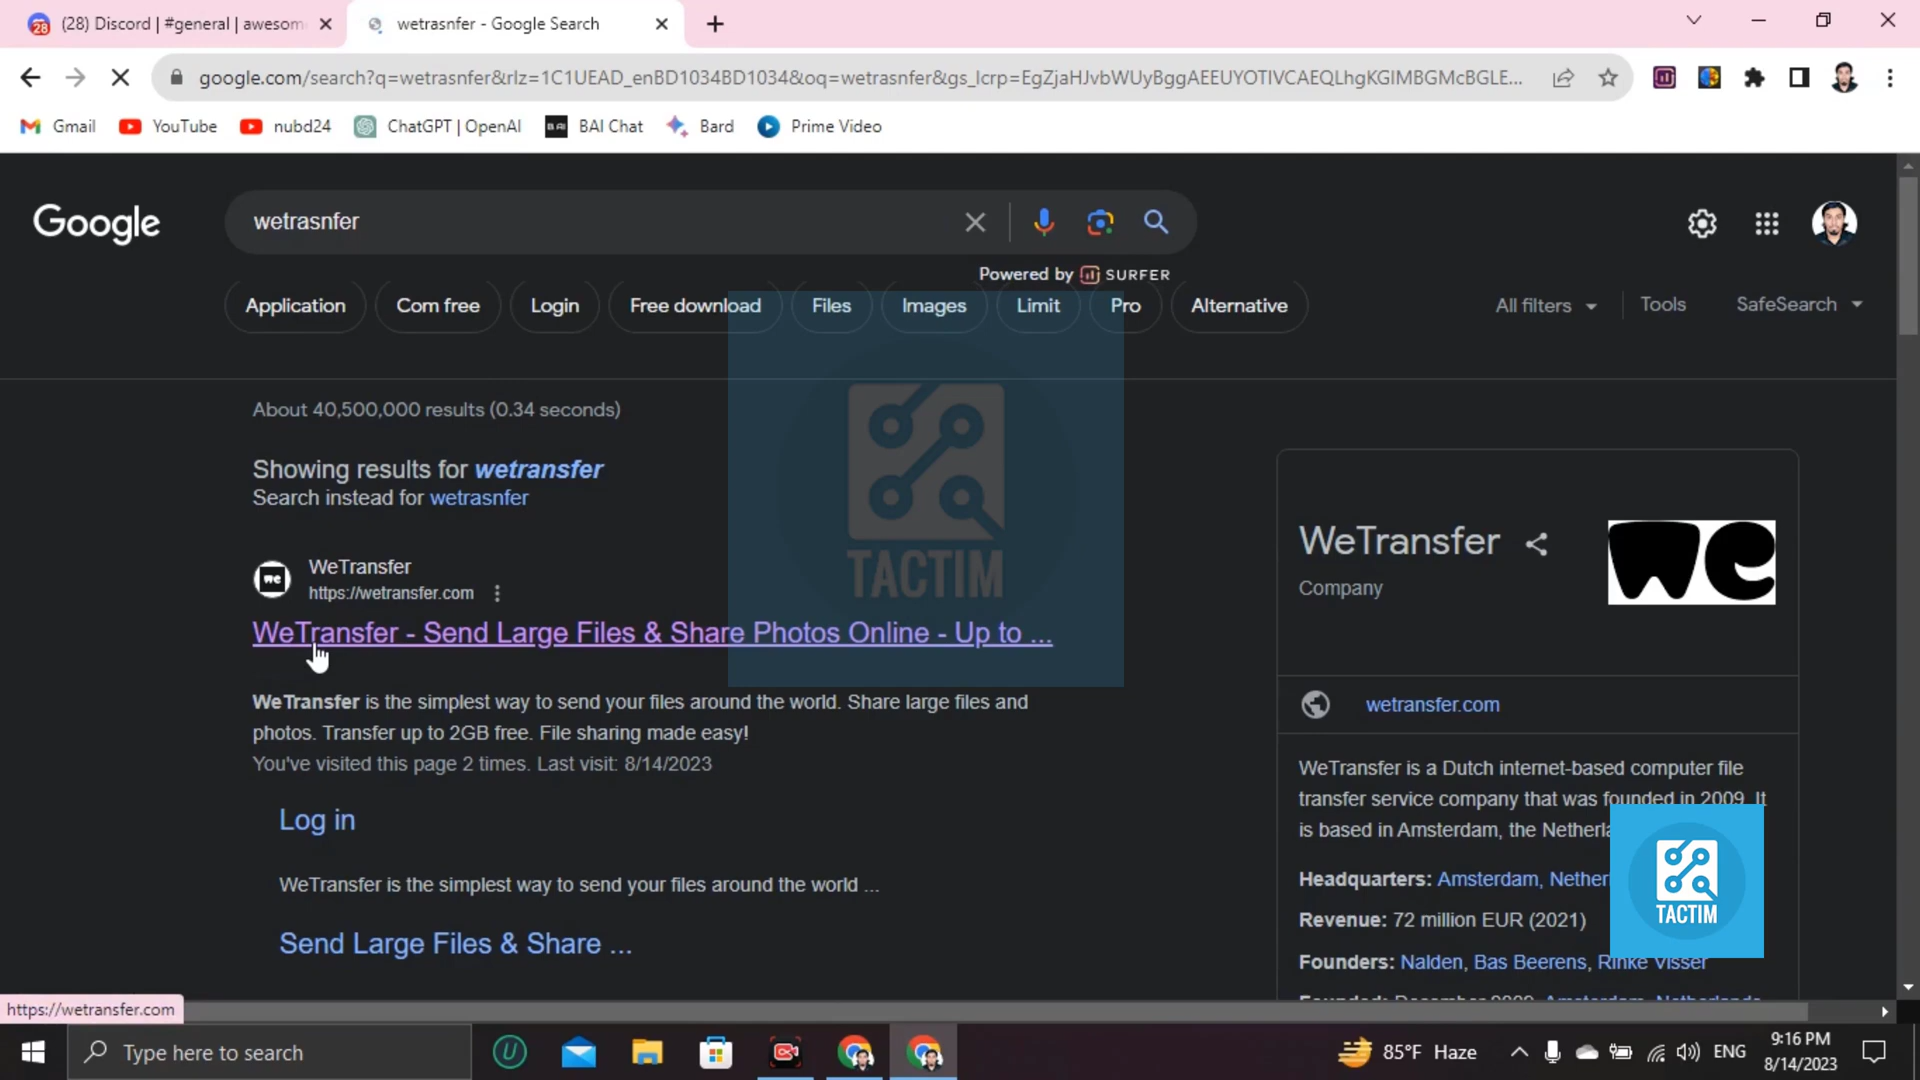 (28) Discord | #general | awesom
wetrasnfer - Google Search
google.com/search?q=wetrasnfer&rlz=1C1UEAD_enBD1034BD1034&oq=wetrasnfer&gs_lcrp=EgZjaHJvbWUyBggAEEUYOTIVCAEQLhgKGIMBGMcBGLE...
Gmail YouTube nubd24 ChatGPT | OpenAI BAI Chat Bard Prime Video
Google
wetrasnfer
Powered by SURFER
Application Com free Login Free download Files Images Limit Pro Alternative All filters Tools SafeSearch
About 40,500,000 results (0.34 seconds)
Showing results for wetransfer
Search instead for wetrasnfer
WeTransfer
https://wetransfer.com
WeTransfer - Send Large Files & Share Photos Online - Up to ...
WeTransfer is the simplest way to send your files around the world. Share large files and
photos. Transfer up to 2GB free. File sharing made easy!
You've visited this page 2 times. Last visit: 8/14/2023
Log in
WeTransfer is the simplest way to send your files around the world ...
Send Large Files & Share ...
TACTIM
WeTransfer
Company
we
wetransfer.com
WeTransfer is a Dutch internet-based computer file
transfer service company that was founded in 2009. It
is based in Amsterdam, the Netherla
Headquarters: Amsterdam, Nether
Revenue: 72 million EUR (2021)
Founders: Nalden, Bas Beerens, Rinke Visser
Founded: December 2009, Amsterdam, Netherlands
TACTIM
https://wetransfer.com
Type here to search
85°F Haze
ENG
9:16 PM
8/14/2023